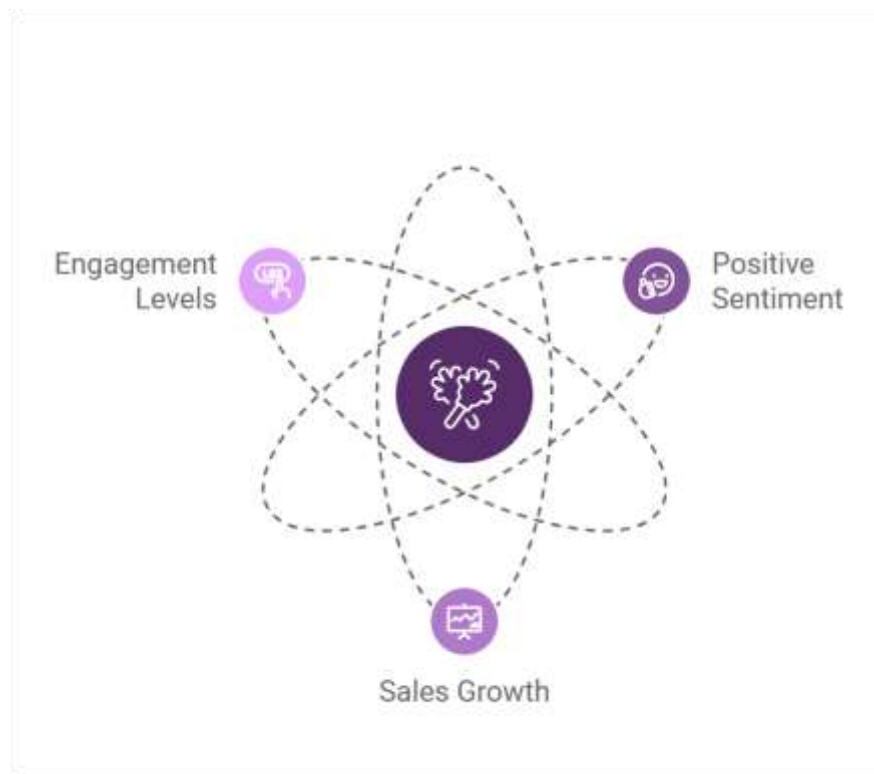 Engagement
Levels
Positive
Sentiment
Sales Growth